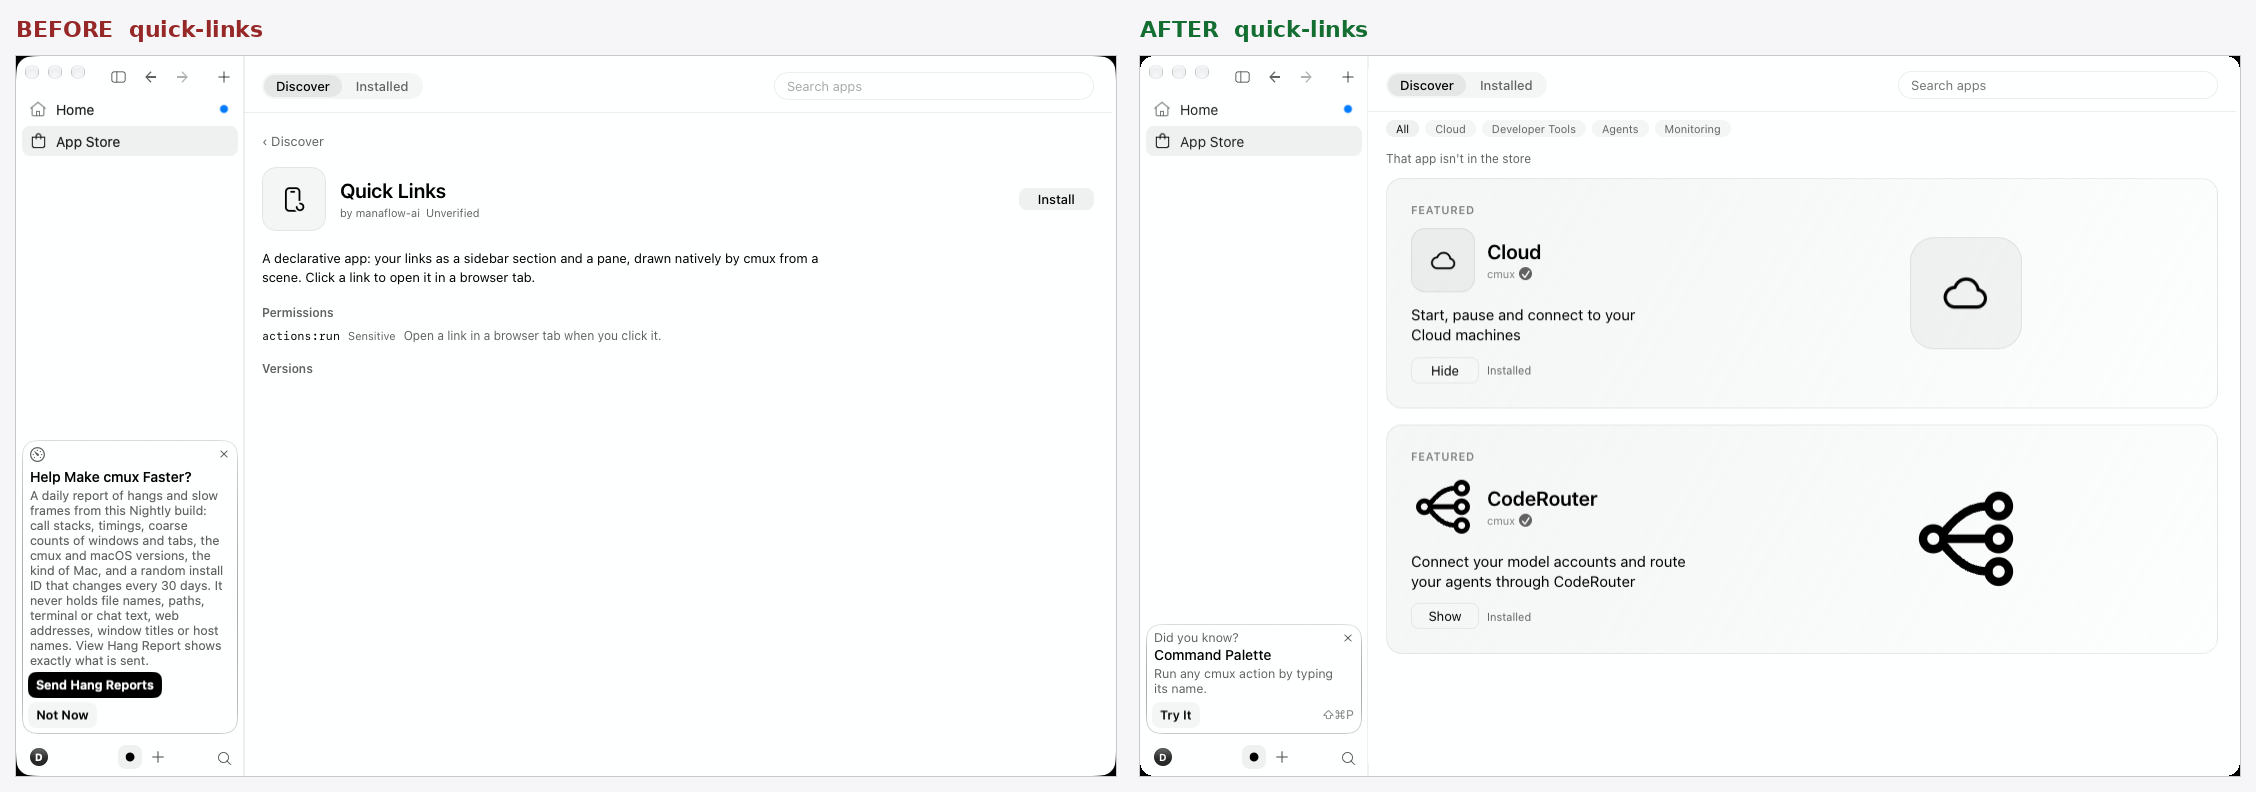 BEFORE quick-links
Home
App Store
Help Make cmux Faster?
A daily report of hangs and slow
frames from this Nightly build:
call stacks, timings, coarse
counts of windows and tabs, the
cmux and macOS versions, the
kind of Mac, and a random install
ID that changes every 30 days. It
never holds file names, paths,
terminal or chat text, web
addresses, window titles or host
names. View Hang Report shows
exactly what is sent.
Send Hang Reports
Not Now
D
Discover Installed
Search apps
‹ Discover
Quick Links
by manaflow-ai Unverified
Install
A declarative app: your links as a sidebar section and a pane, drawn natively by cmux from a
scene. Click a link to open it in a browser tab.
Permissions
actions:run Sensitive Open a link in a browser tab when you click it.
Versions
AFTER quick-links
Home
App Store
Did you know?
Command Palette
Run any cmux action by typing
its name.
Try It ⇧⌘P
D
Discover Installed
Search apps
All Cloud Developer Tools Agents Monitoring
That app isn't in the store
FEATURED
Cloud
cmux
Start, pause and connect to your
Cloud machines
Hide Installed
FEATURED
CodeRouter
cmux
Connect your model accounts and route
your agents through CodeRouter
Show Installed